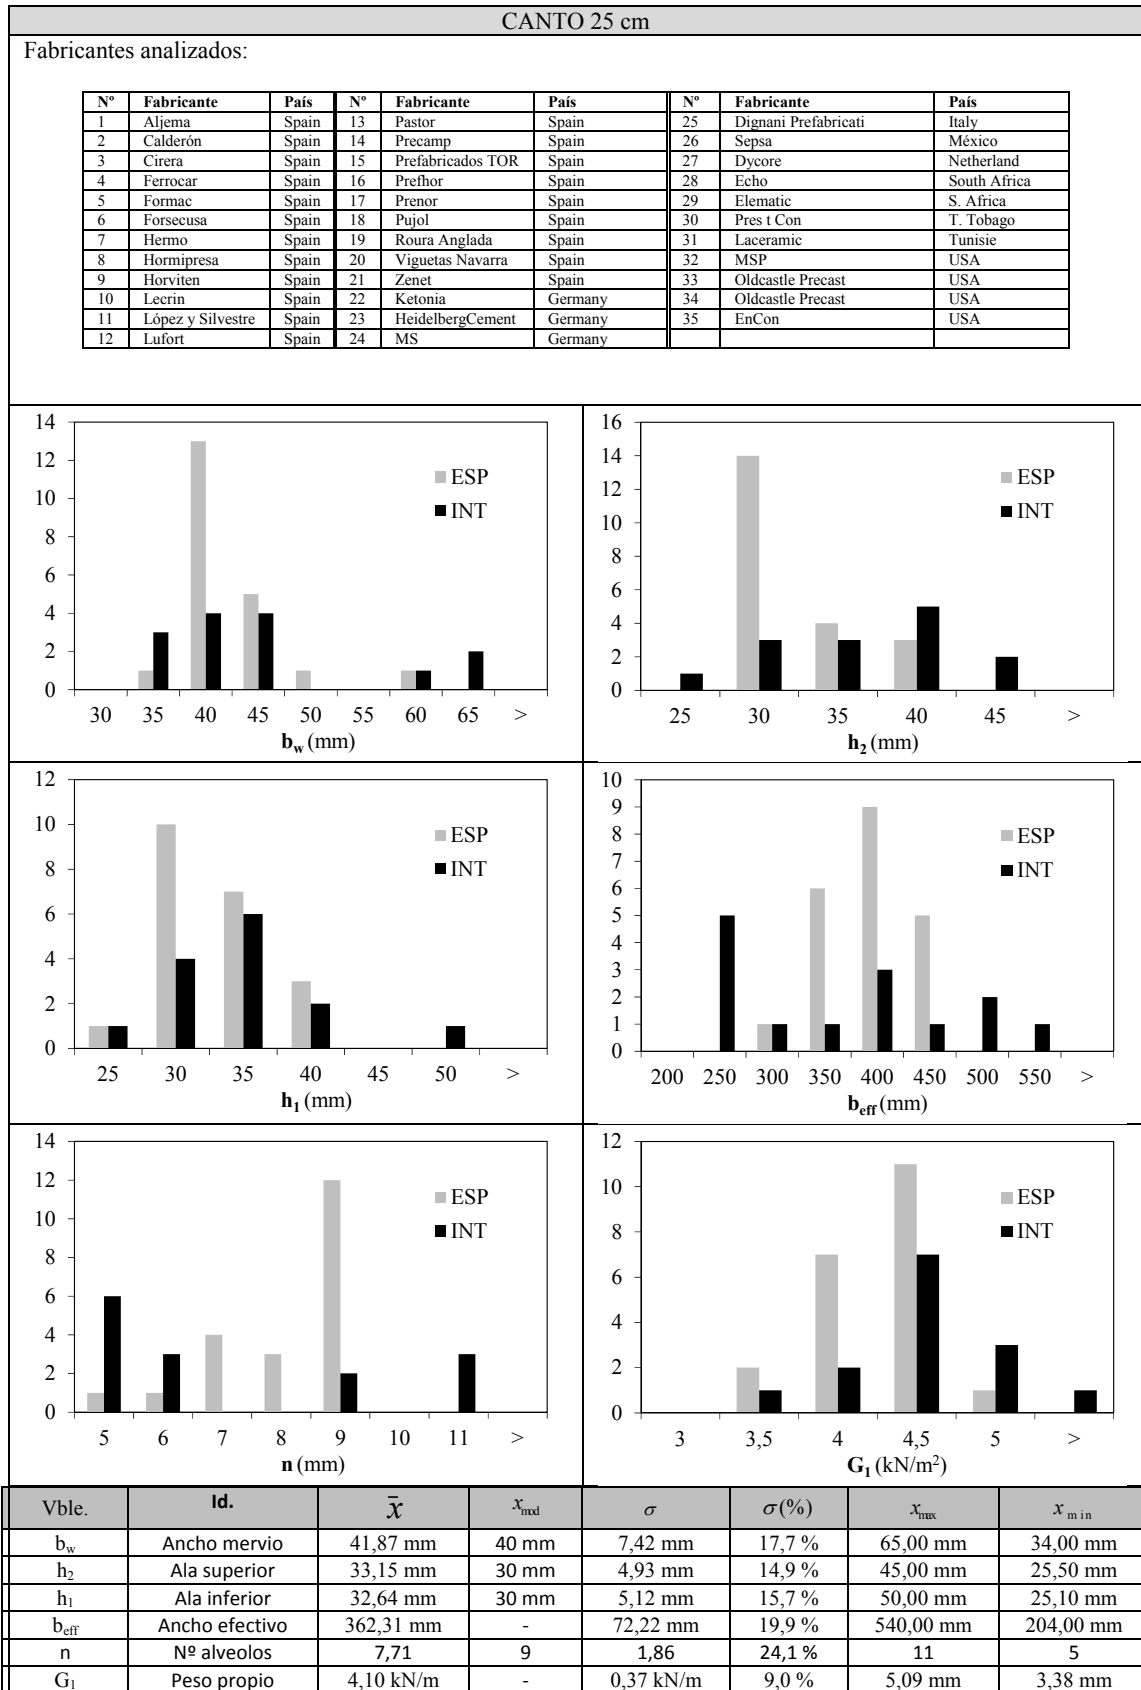 CANTO 25 cm
Fabricantes analizados:
Nº Fabricante País Nº Fabricante País Nº Fabricante País
1 Aljema Spain 13 Pastor Spain 25 Dignani Prefabricati Italy
2 Calderón Spain 14 Precamp Spain 26 Sepsa México
3 Cirera Spain 15 Prefabricados TOR Spain 27 Dycore Netherland
4 Ferrocar Spain 16 Prefhor Spain 28 Echo South Africa
5 Formac Spain 17 Prenor Spain 29 Elematic S. Africa
6 Forsecusa Spain 18 Pujol Spain 30 Pres t Con T. Tobago
7 Hermo Spain 19 Roura Anglada Spain 31 Laceramic Tunisie
8 Hormipresa Spain 20 Viguetas Navarra Spain 32 MSP USA
9 Horviten Spain 21 Zenet Spain 33 Oldcastle Precast USA
10 Lecrin Spain 22 Ketonia Germany 34 Oldcastle Precast USA
11 López y Silvestre Spain 23 HeidelbergCement Germany 35 EnCon USA
12 Lufort Spain 24 MS Germany
14
12
10
8
6
4
2
0
ESP
INT
30 35 40 45 50 55 60 65 >
b_w (mm)
16
14
12
10
8
6
4
2
0
ESP
INT
25 30 35 40 45 >
h_2 (mm)
12
10
8
6
4
2
0
ESP
INT
25 30 35 40 45 50 >
h_1 (mm)
10
9
8
7
6
5
4
3
2
1
0
ESP
INT
200 250 300 350 400 450 500 550 >
b_eff (mm)
14
12
10
8
6
4
2
0
ESP
INT
5 6 7 8 9 10 11 >
n (mm)
12
10
8
6
4
2
0
ESP
INT
3 3,5 4 4,5 5 >
G_1 (kN/m²)
Vble. Id. x̄ x_mod σ σ(%) x_max x_min
b_w Ancho mervio 41,87 mm 40 mm 7,42 mm 17,7 % 65,00 mm 34,00 mm
h_2 Ala superior 33,15 mm 30 mm 4,93 mm 14,9 % 45,00 mm 25,50 mm
h_1 Ala inferior 32,64 mm 30 mm 5,12 mm 15,7 % 50,00 mm 25,10 mm
b_eff Ancho efectivo 362,31 mm - 72,22 mm 19,9 % 540,00 mm 204,00 mm
n Nº alveolos 7,71 9 1,86 24,1 % 11 5
G_1 Peso propio 4,10 kN/m - 0,37 kN/m 9,0 % 5,09 mm 3,38 mm